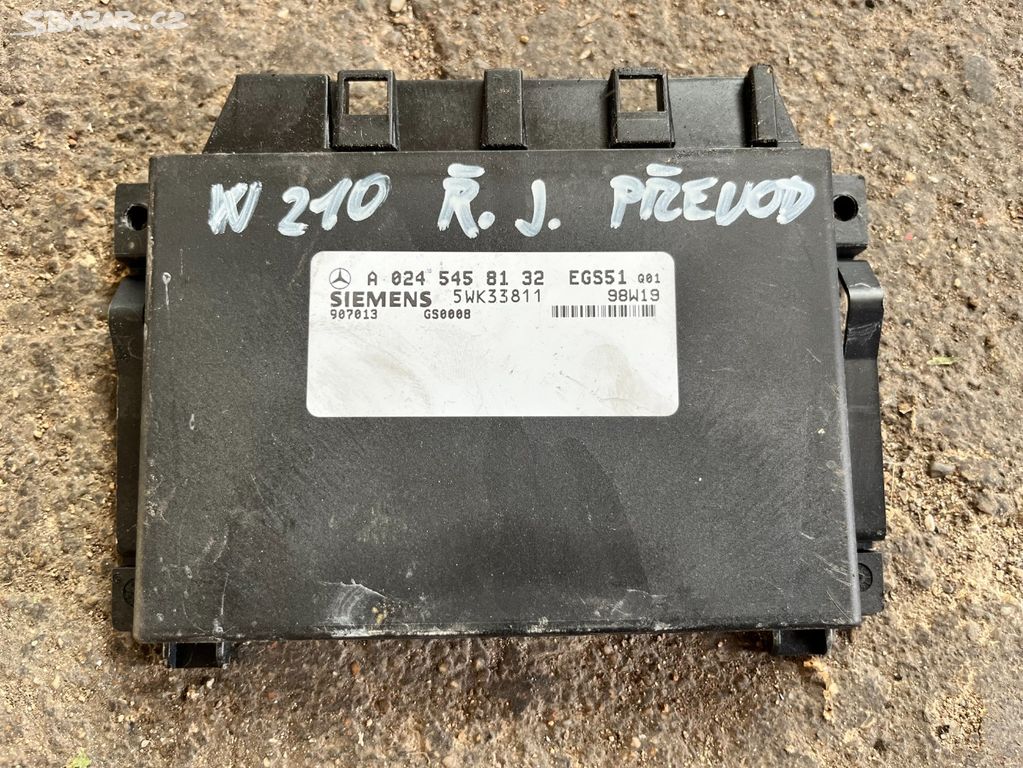 SBAZAR.CZ
W 210 Ř. J. PŘEVOD
A 024 545 81 32 EGS51 Q01
SIEMENS 5WK33811 98W19
907013 GS0008